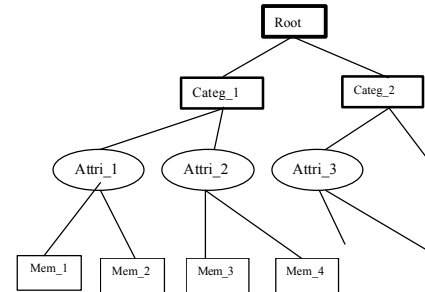 Root
Categ_1
Categ_2
Attri_1
Attri_2
Attri_3
Mem_1
Mem_2
Mem_3
Mem_4